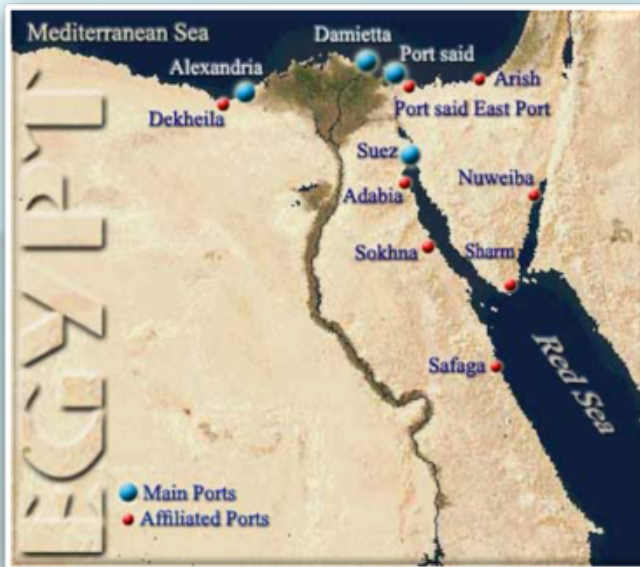 Mediterranean Sea
Damietta
Port said
Alexandria
Arish
Dekheila
Port said East Port
Suez
Nuweiba
Adabia
Sokhna
Sharm
Safaga
Red Sea
EGYPT
Main Ports
Affiliated Ports